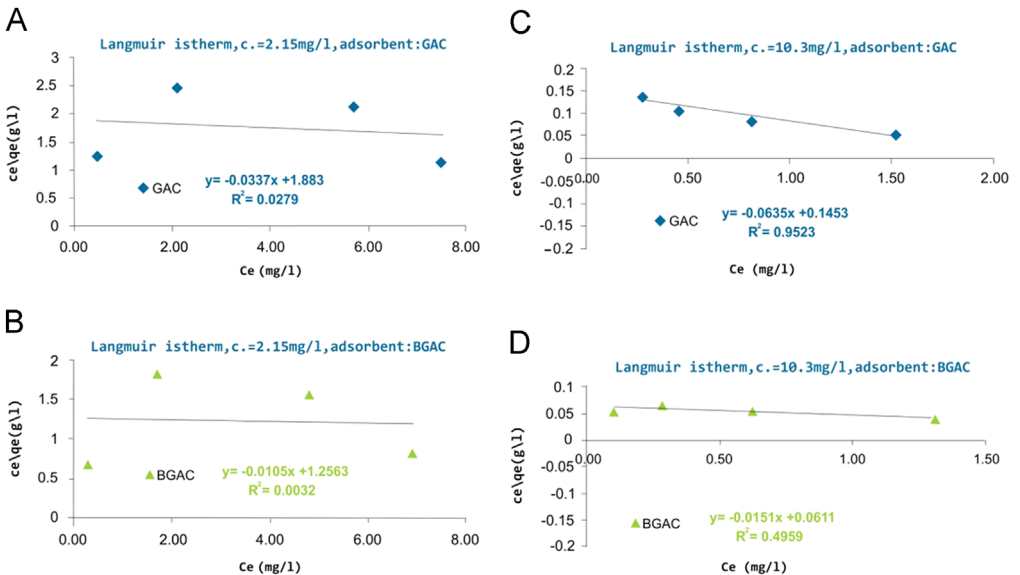 A
Langmuir istherm,c.=2.15mg/l,adsorbent:GAC
ce\qe(g\l)
3
2.5
2
1.5
1
0.5
0
GAC
y= -0.0337x +1.883
R²= 0.0279
0.00 2.00 4.00 6.00 8.00
Ce (mg/l)
B
Langmuir istherm,c.=2.15mg/l,adsorbent:BGAC
ce\qe(g\l)
2
1.5
1
0.5
0
BGAC
y= -0.0105x +1.2563
R²= 0.0032
0.00 2.00 4.00 6.00 8.00
Ce (mg/l)
C
Langmuir istherm,c.=10.3mg/l,adsorbent:GAC
ce\qe(g\l)
0.2
0.15
0.1
0.05
0
-0.05
-0.1
-0.15
-0.2
0.00 0.50 1.00 1.50 2.00
GAC
y= -0.0635x +0.1453
R²= 0.9523
Ce (mg/l)
D
Langmuir istherm,c.=10.3mg/l,adsorbent:BGAC
ce\qe(g\l)
0.1
0.05
0
-0.05
-0.1
-0.15
-0.2
0.00 0.50 1.00 1.50
BGAC
y= -0.0151x +0.0611
R²= 0.4959
Ce (mg/l)